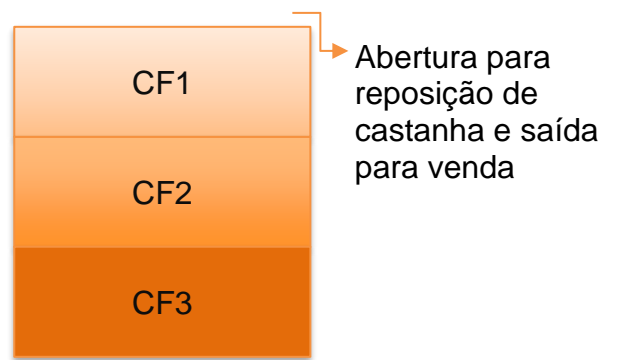 CF1
Abertura para
reposição de
castanha e saída
para venda
CF2
CF3